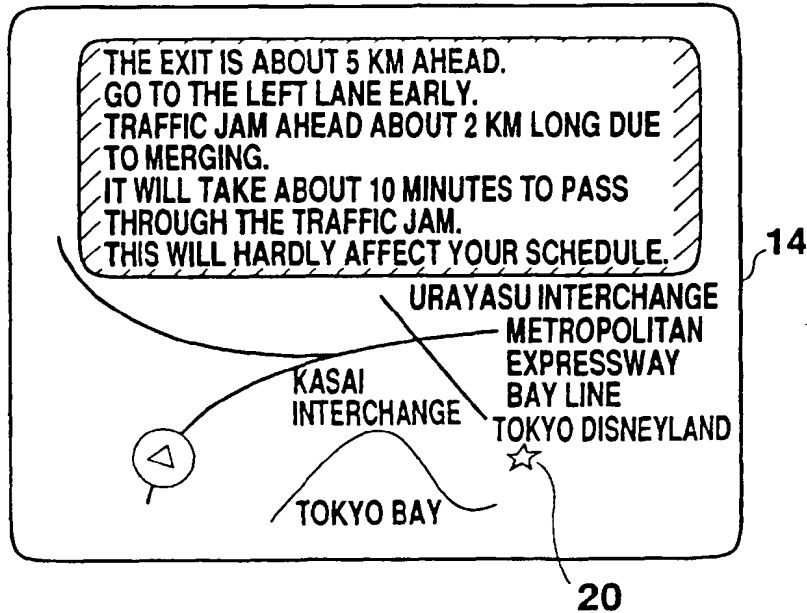 THE EXIT IS ABOUT 5 KM AHEAD.
GO TO THE LEFT LANE EARLY.
TRAFFIC JAM AHEAD ABOUT 2 KM LONG DUE
TO MERGING.
IT WILL TAKE ABOUT 10 MINUTES TO PASS
THROUGH THE TRAFFIC JAM.
THIS WILL HARDLY AFFECT YOUR SCHEDULE.
14
URAYASU INTERCHANGE
METROPOLITAN
EXPRESSWAY
BAY LINE
KASAI
INTERCHANGE
TOKYO DISNEYLAND
TOKYO BAY
20